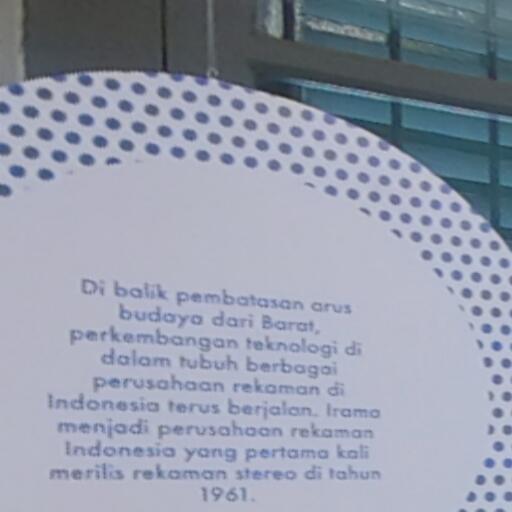 Di balik pembatasan arus
budaya dari Barat,
perkembangan teknologi di
dalam tubuh berbagai
perusahaan rekaman di
Indonesia terus berjalan. Irama
menjadi perusahaan rekaman
Indonesia yang pertama kali
merilis rekaman stereo di tahun
1961.